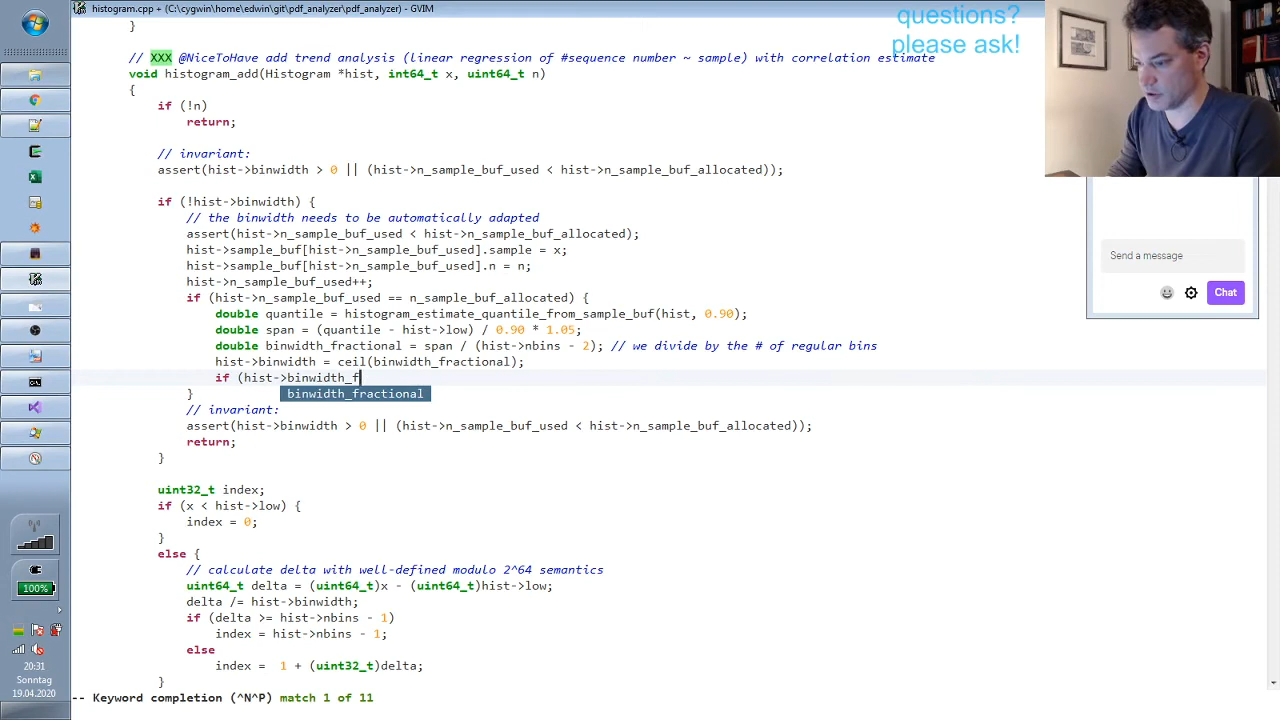 histogram.cpp + (C:\cygwin\home\edwin\git\pdf_analyzer\pdf_analyzer) - GVIM
questions?
please ask!
}
// XXX @NiceToHave add trend analysis (linear regression of #sequence number ~ sample) with correlation estimate
void histogram_add(Histogram *hist, int64_t x, uint64_t n)
{
if (!n)
return;
// invariant:
assert(hist->binwidth > 0 || (hist->n_sample_buf_used < hist->n_sample_buf_allocated));
if (!hist->binwidth) {
// the binwidth needs to be automatically adapted
assert(hist->n_sample_buf_used < hist->n_sample_buf_allocated);
hist->sample_buf[hist->n_sample_buf_used].sample = x;
hist->sample_buf[hist->n_sample_buf_used].n = n;
hist->n_sample_buf_used++;
if (hist->n_sample_buf_used == n_sample_buf_allocated) {
double quantile = histogram_estimate_quantile_from_sample_buf(hist, 0.90);
double span = (quantile - hist->low) / 0.90 * 1.05;
double binwidth_fractional = span / (hist->nbins - 2); // we divide by the # of regular bins
hist->binwidth = ceil(binwidth_fractional);
if (hist->binwidth_f
binwidth_fractional
}
// invariant:
assert(hist->binwidth > 0 || (hist->n_sample_buf_used < hist->n_sample_buf_allocated));
return;
}
uint32_t index;
if (x < hist->low) {
index = 0;
}
else {
// calculate delta with well-defined modulo 2^64 semantics
uint64_t delta = (uint64_t)x - (uint64_t)hist->low;
delta /= hist->binwidth;
if (delta >= hist->nbins - 1)
index = hist->nbins - 1;
else
index =  1 + (uint32_t)delta;
}
-- Keyword completion (^N^P) match 1 of 11
Send a message
Chat
100%
20:31
Sonntag
19.04.2020